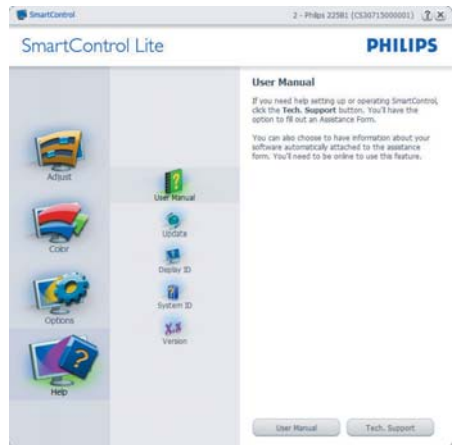 SmartControl
2 - Philips 225B1 (CS30715000001)
SmartControl Lite
PHILIPS
Adjust
Color
Options
Help
User Manual
Update
Display ID
System ID
Version
User Manual
If you need help setting up or operating SmartControl,
click the Tech. Support button. You'll have the
option to fill out an Assistance Form.
You can also choose to have information about your
software automatically attached to the assistance
form. You'll need to be online to use this feature.
User Manual
Tech. Support